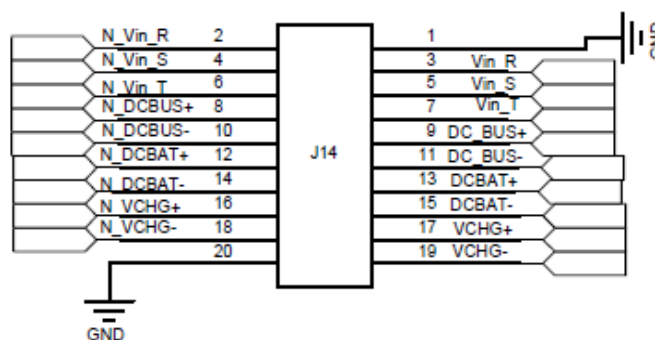 N_Vin_R 2 1 GND
N_Vin_S 4 3 Vin_R
N_Vin_T 6 5 Vin_S
N_DCBUS+ 8 7 Vin_T
N_DCBUS- 10 9 DC_BUS+
N_DCBAT+ 12 J14 11 DC_BUS-
N_DCBAT- 14 13 DCBAT+
N_VCHG+ 16 15 DCBAT-
N_VCHG- 18 17 VCHG+
20 19 VCHG-
GND